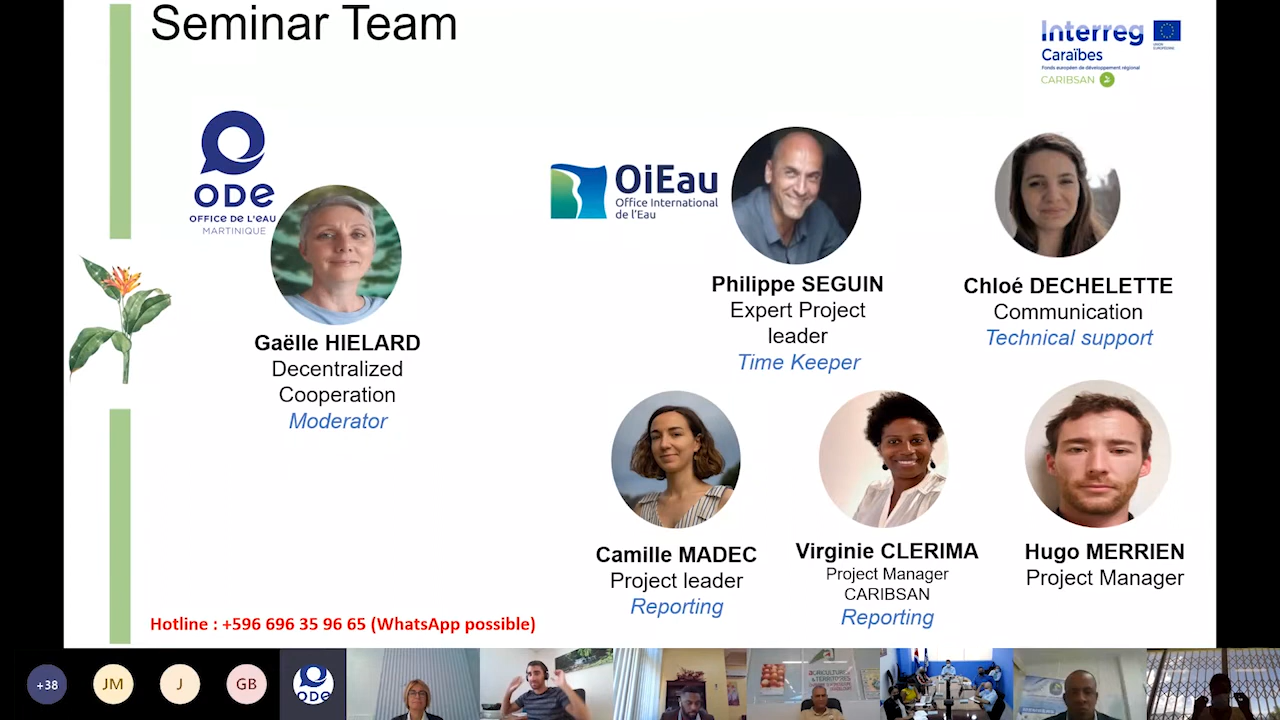 Seminar Team
Interreg
UNION EUROPÉENNE
Caraïbes
Fonds européen de développement régional
CARIBSAN
ODE
OFFICE DE L'EAU
MARTINIQUE
OiEau
Office International
de l'Eau
Gaëlle HIELARD
Decentralized
Cooperation
Moderator
Philippe SEGUIN
Expert Project
leader
Time Keeper
Chloé DECHELETTE
Communication
Technical support
Camille MADEC
Project leader
Reporting
Virginie CLERIMA
Project Manager
CARIBSAN
Reporting
Hugo MERRIEN
Project Manager
Hotline : +596 696 35 96 65 (WhatsApp possible)
+38
JM
J
GB
ODE